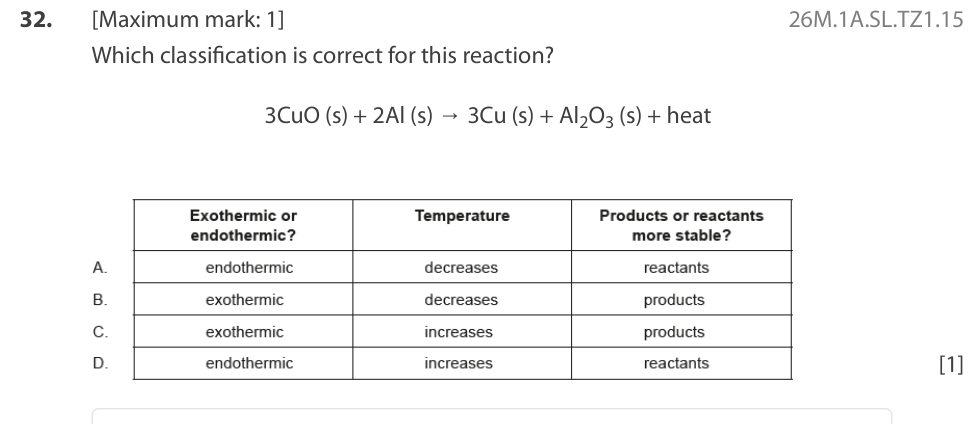 32. [Maximum mark: 1] 26M.1A.SL.TZ1.15
Which classification is correct for this reaction?
3CuO (s) + 2Al (s) → 3Cu (s) + Al₂O₃ (s) + heat
Exothermic or endothermic? Temperature Products or reactants more stable?
A. endothermic decreases reactants
B. exothermic decreases products
C. exothermic increases products
D. endothermic increases reactants
[1]